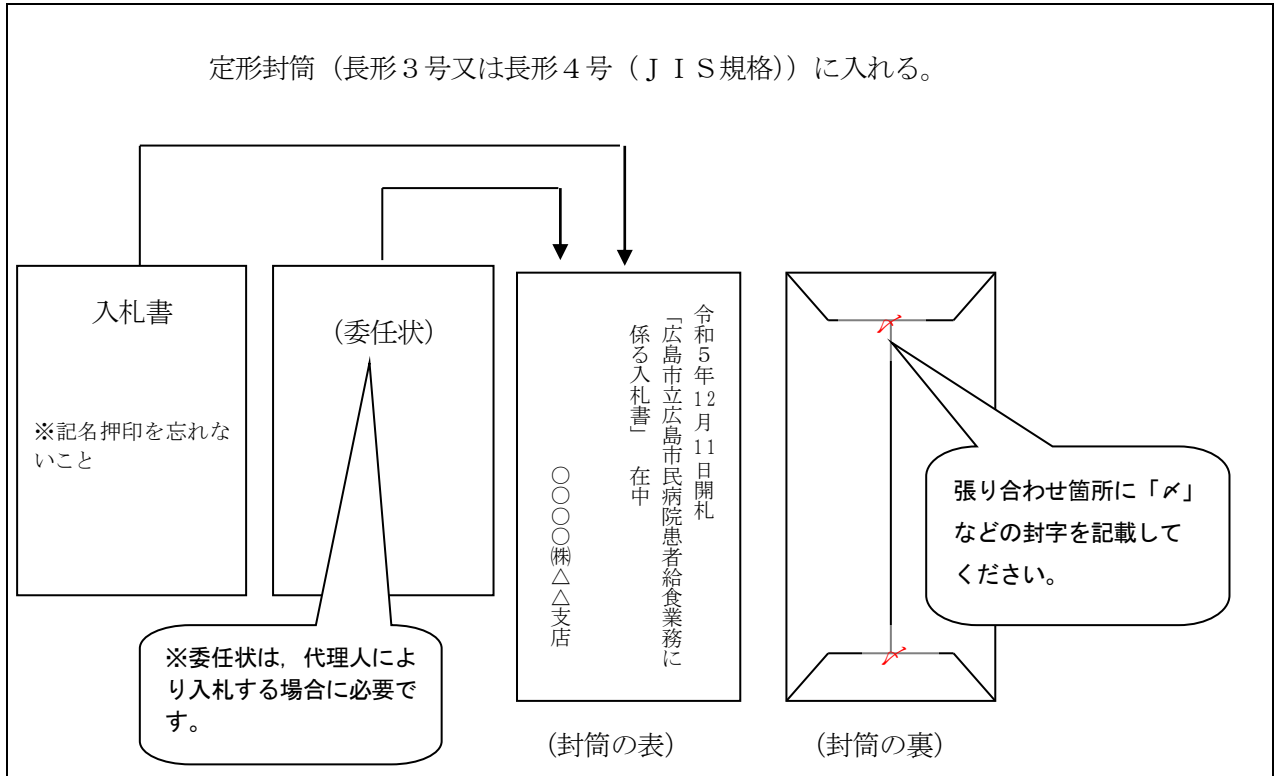 定形封筒（長形３号又は長形４号（ＪＩＳ規格））に入れる。
入札書
※記名押印を忘れな
いこと
（委任状）
※委任状は，代理人によ
り入札する場合に必要で
す。
令和５年12月11日開札
「広島市立広島市民病院患者給食業務に
係る入札書」　在中
○○○○㈱△△支店
（封筒の表）
〆
〆
張り合わせ箇所に「〆」
などの封字を記載して
ください。
（封筒の裏）